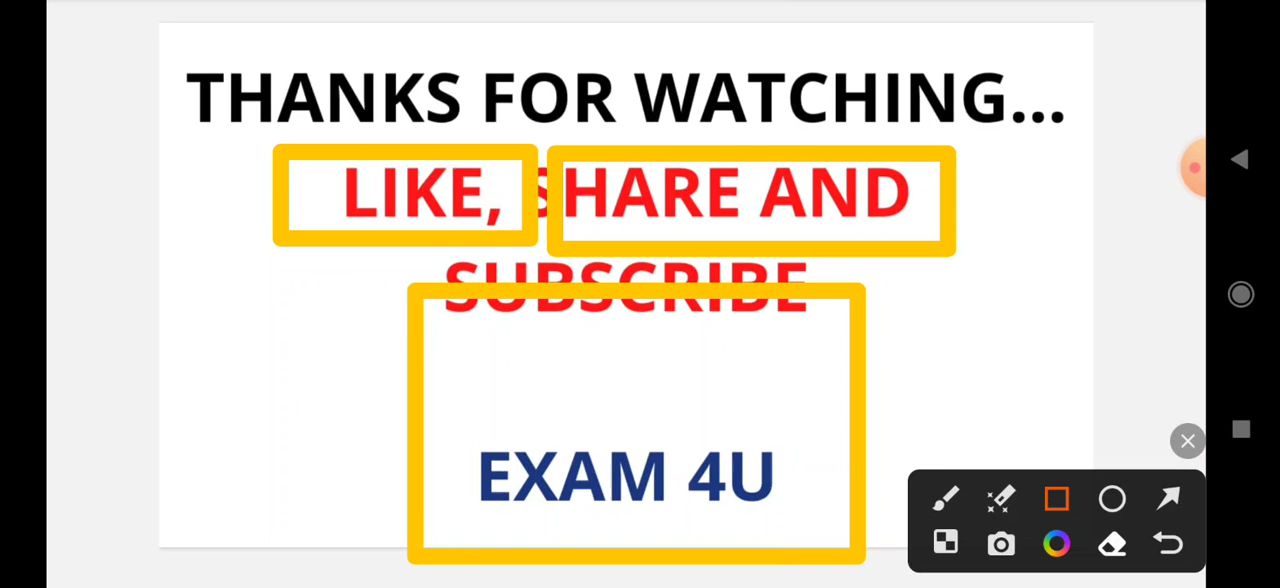 THANKS FOR WATCHING...
LIKE, SHARE AND
SUBSCRIBE
EXAM 4U